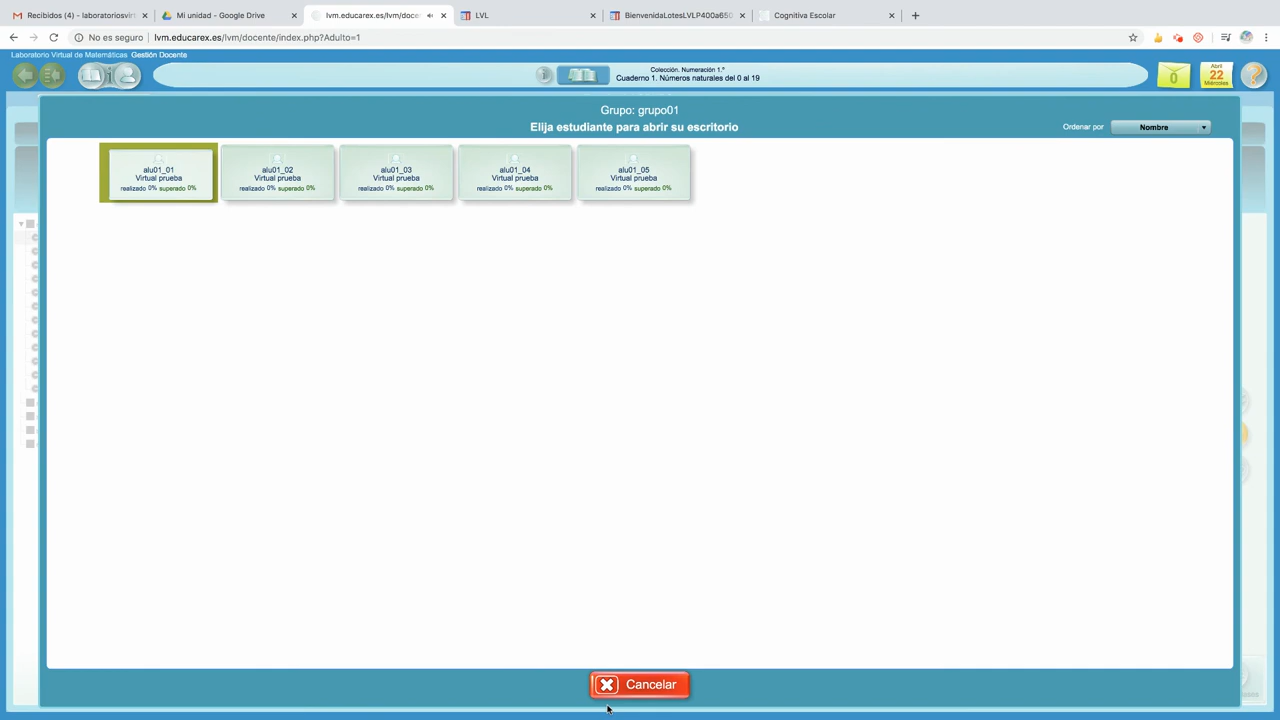 Recibidos (4) - laboratoriosvirt
Mi unidad - Google Drive
lvm.educarex.es/lvm/doce
LVL
BienvenidaLotesLVLP400a650
Cognitiva Escolar
No es seguro
lvm.educarex.es/lvm/docente/index.php?Adulto=1
Laboratorio Virtual de Matemáticas Gestión Docente
Colección. Numeración 1.º
Cuaderno 1. Números naturales del 0 al 19
0
Abril
22
Miércoles
?
Grupo: grupo01
Elija estudiante para abrir su escritorio
Ordenar por
Nombre
alu01_01
Virtual prueba
realizado 0% superado 0%
alu01_02
Virtual prueba
realizado 0% superado 0%
alu01_03
Virtual prueba
realizado 0% superado 0%
alu01_04
Virtual prueba
realizado 0% superado 0%
alu01_05
Virtual prueba
realizado 0% superado 0%
Cancelar